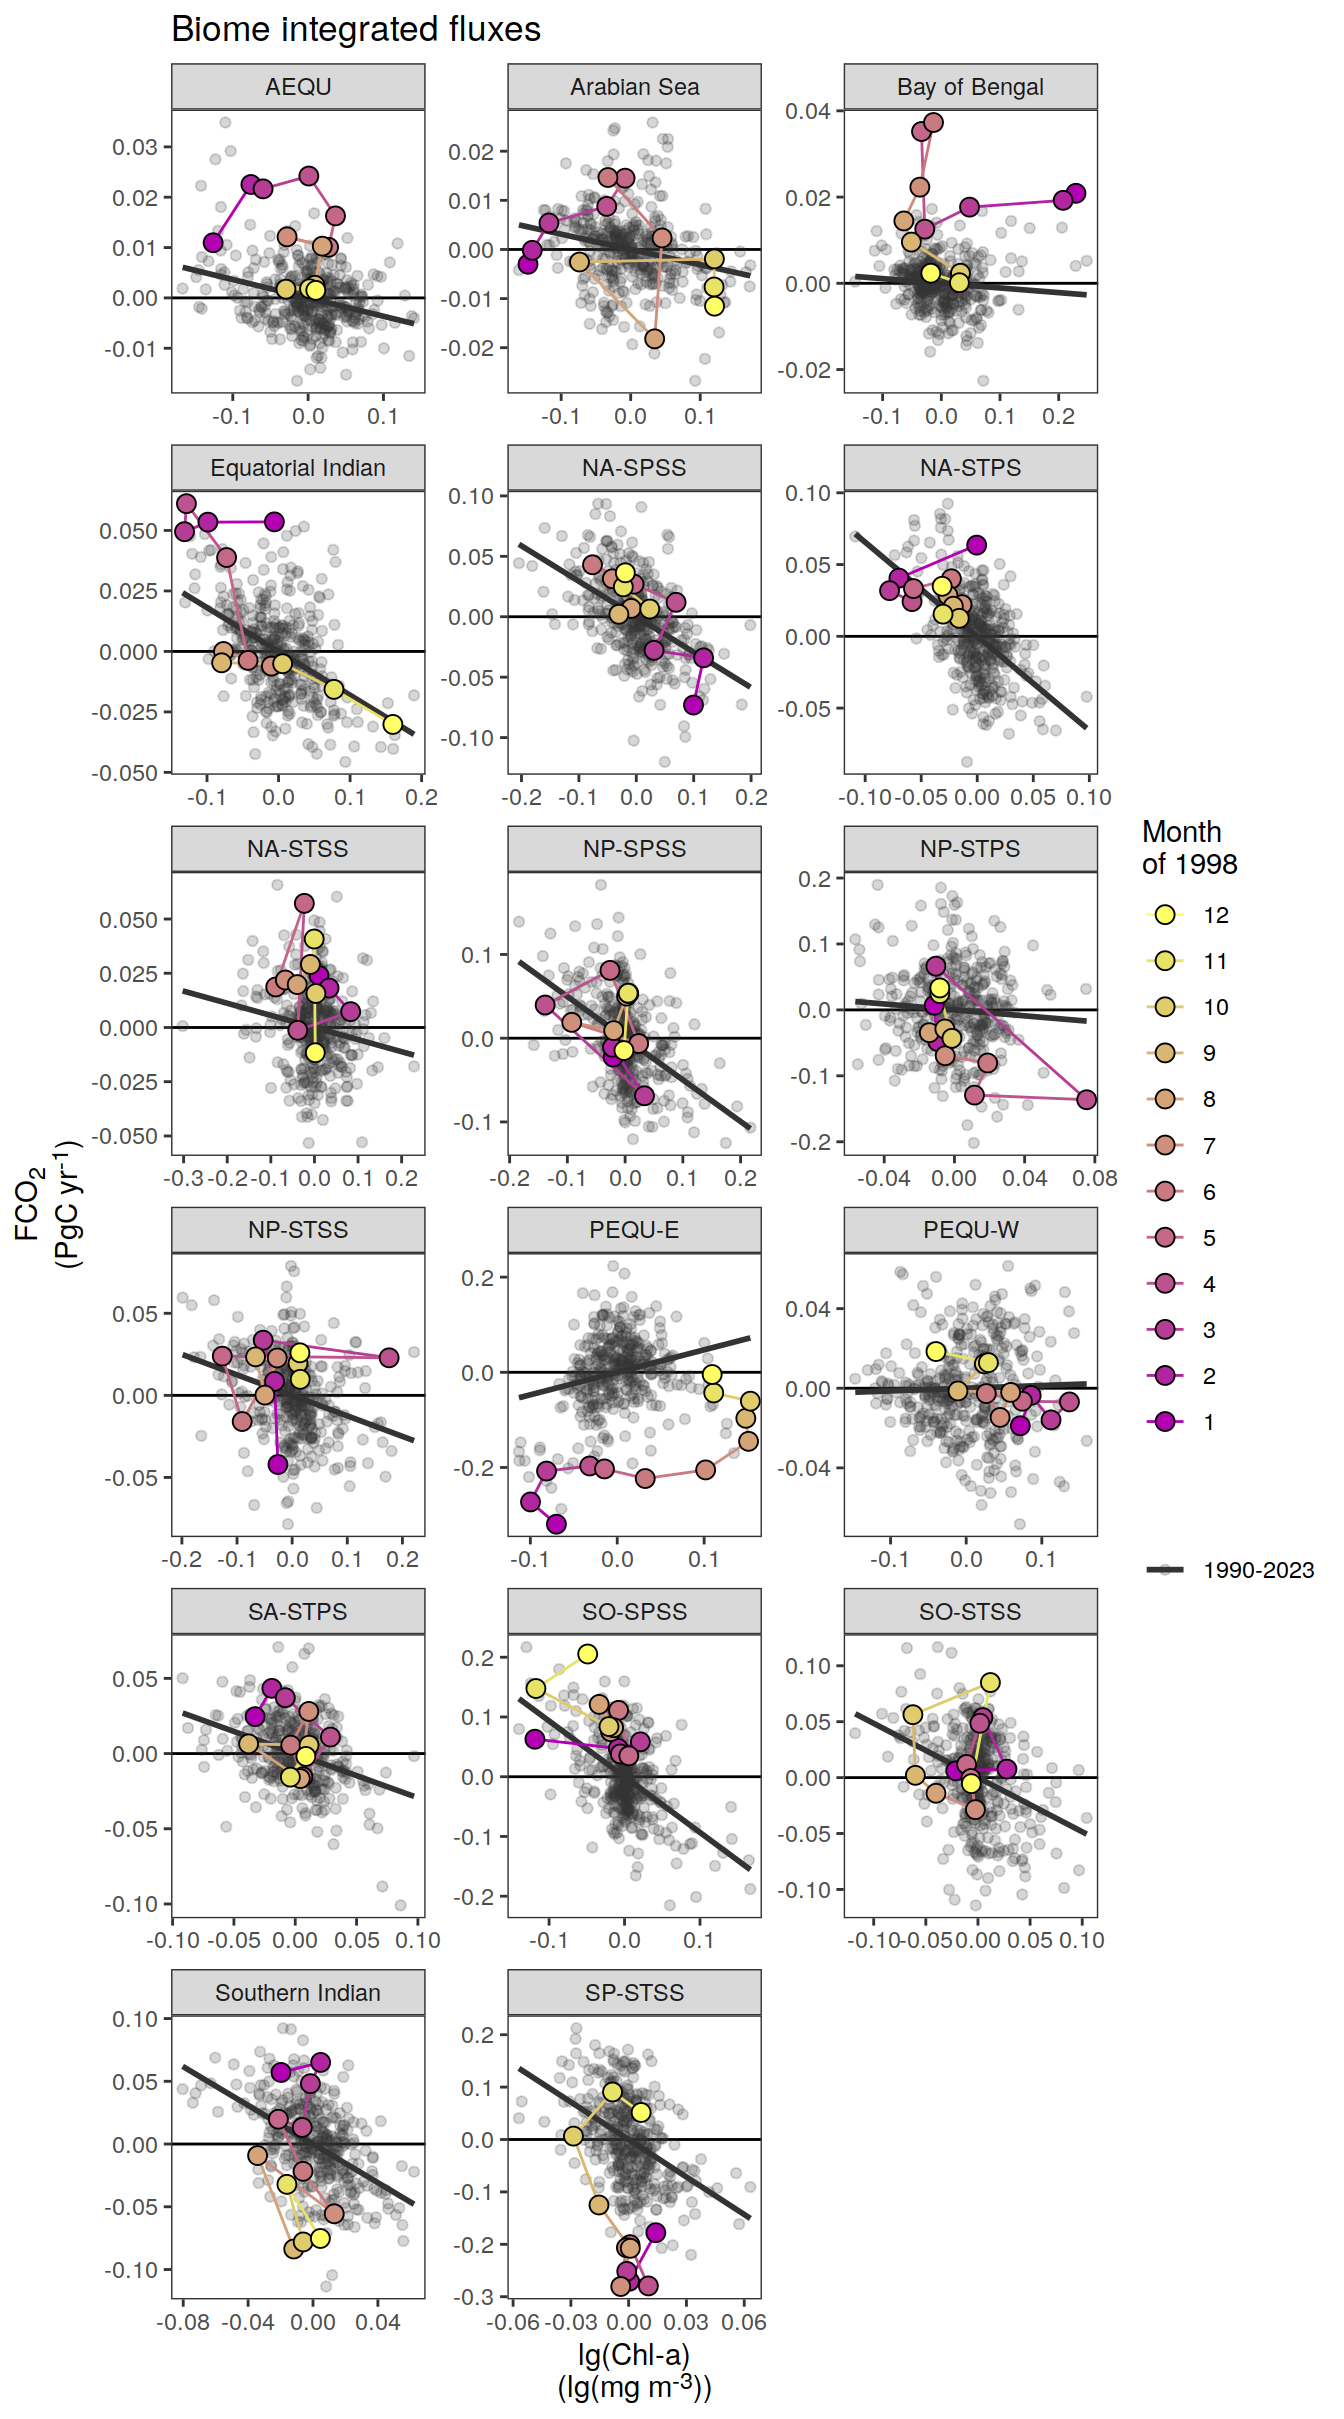 Biome integrated fluxes
AEQU
Arabian Sea
Bay of Bengal
0.03
0.02
0.01
0.00
-0.01
-0.1 0.0 0.1
0.02
0.01
0.00
-0.01
-0.02
-0.1 0.0 0.1
0.04
0.02
0.00
-0.02
-0.1 0.0 0.1 0.2
Equatorial Indian
NA-SPSS
NA-STPS
0.050
0.025
0.000
-0.025
-0.050
-0.1 0.0 0.1 0.2
0.10
0.05
0.00
-0.05
-0.10
-0.2 -0.1 0.0 0.1 0.2
0.10
0.05
0.00
-0.05
-0.10 -0.05 0.00 0.05 0.10
NA-STSS
NP-SPSS
NP-STPS
0.050
0.025
0.000
-0.025
-0.050
-0.3 -0.2 -0.1 0.0 0.1 0.2
0.1
0.0
-0.1
-0.2 -0.1 0.0 0.1 0.2
0.2
0.1
0.0
-0.1
-0.2
-0.04 0.00 0.04 0.08
NP-STSS
PEQU-E
PEQU-W
0.05
0.00
-0.05
-0.2 -0.1 0.0 0.1 0.2
0.2
0.0
-0.2
-0.1 0.0 0.1
0.04
0.00
-0.04
-0.1 0.0 0.1
SA-STPS
SO-SPSS
SO-STSS
0.05
0.00
-0.05
-0.10
-0.10 -0.05 0.00 0.05 0.10
0.2
0.1
0.0
-0.1
-0.2
-0.1 0.0 0.1
0.10
0.05
0.00
-0.05
-0.10
-0.10 -0.05 0.00 0.05 0.10
Southern Indian
SP-STSS
0.10
0.05
0.00
-0.05
-0.10
-0.08 -0.04 0.00 0.04
0.2
0.1
0.0
-0.1
-0.2
-0.3
-0.06 -0.03 0.00 0.03 0.06
FCO2
(PgC yr-1)
lg(Chl-a)
(lg(mg m-3))
Month
of 1998
12
11
10
9
8
7
6
5
4
3
2
1
1990-2023